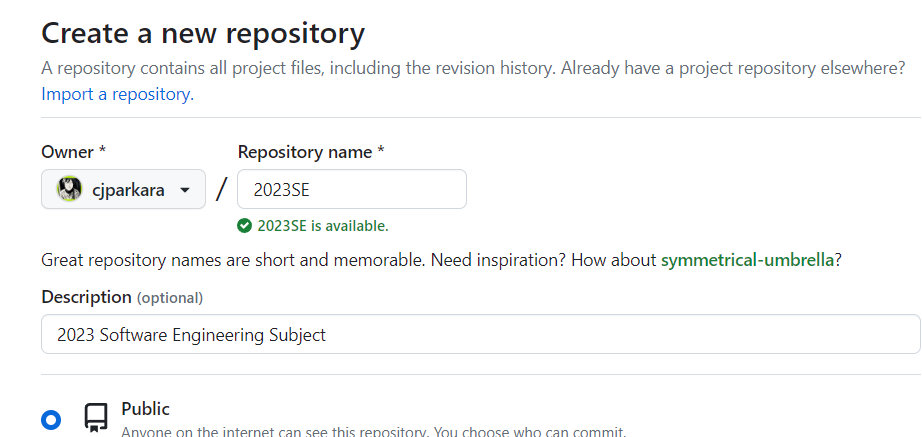 Create a new repository
A repository contains all project files, including the revision history. Already have a project repository elsewhere?
Import a repository.
Owner * Repository name *
cjparkara / 2023SE
2023SE is available.
Great repository names are short and memorable. Need inspiration? How about symmetrical-umbrella?
Description (optional)
2023 Software Engineering Subject
Public
Anyone on the internet can see this repository. You choose who can commit.